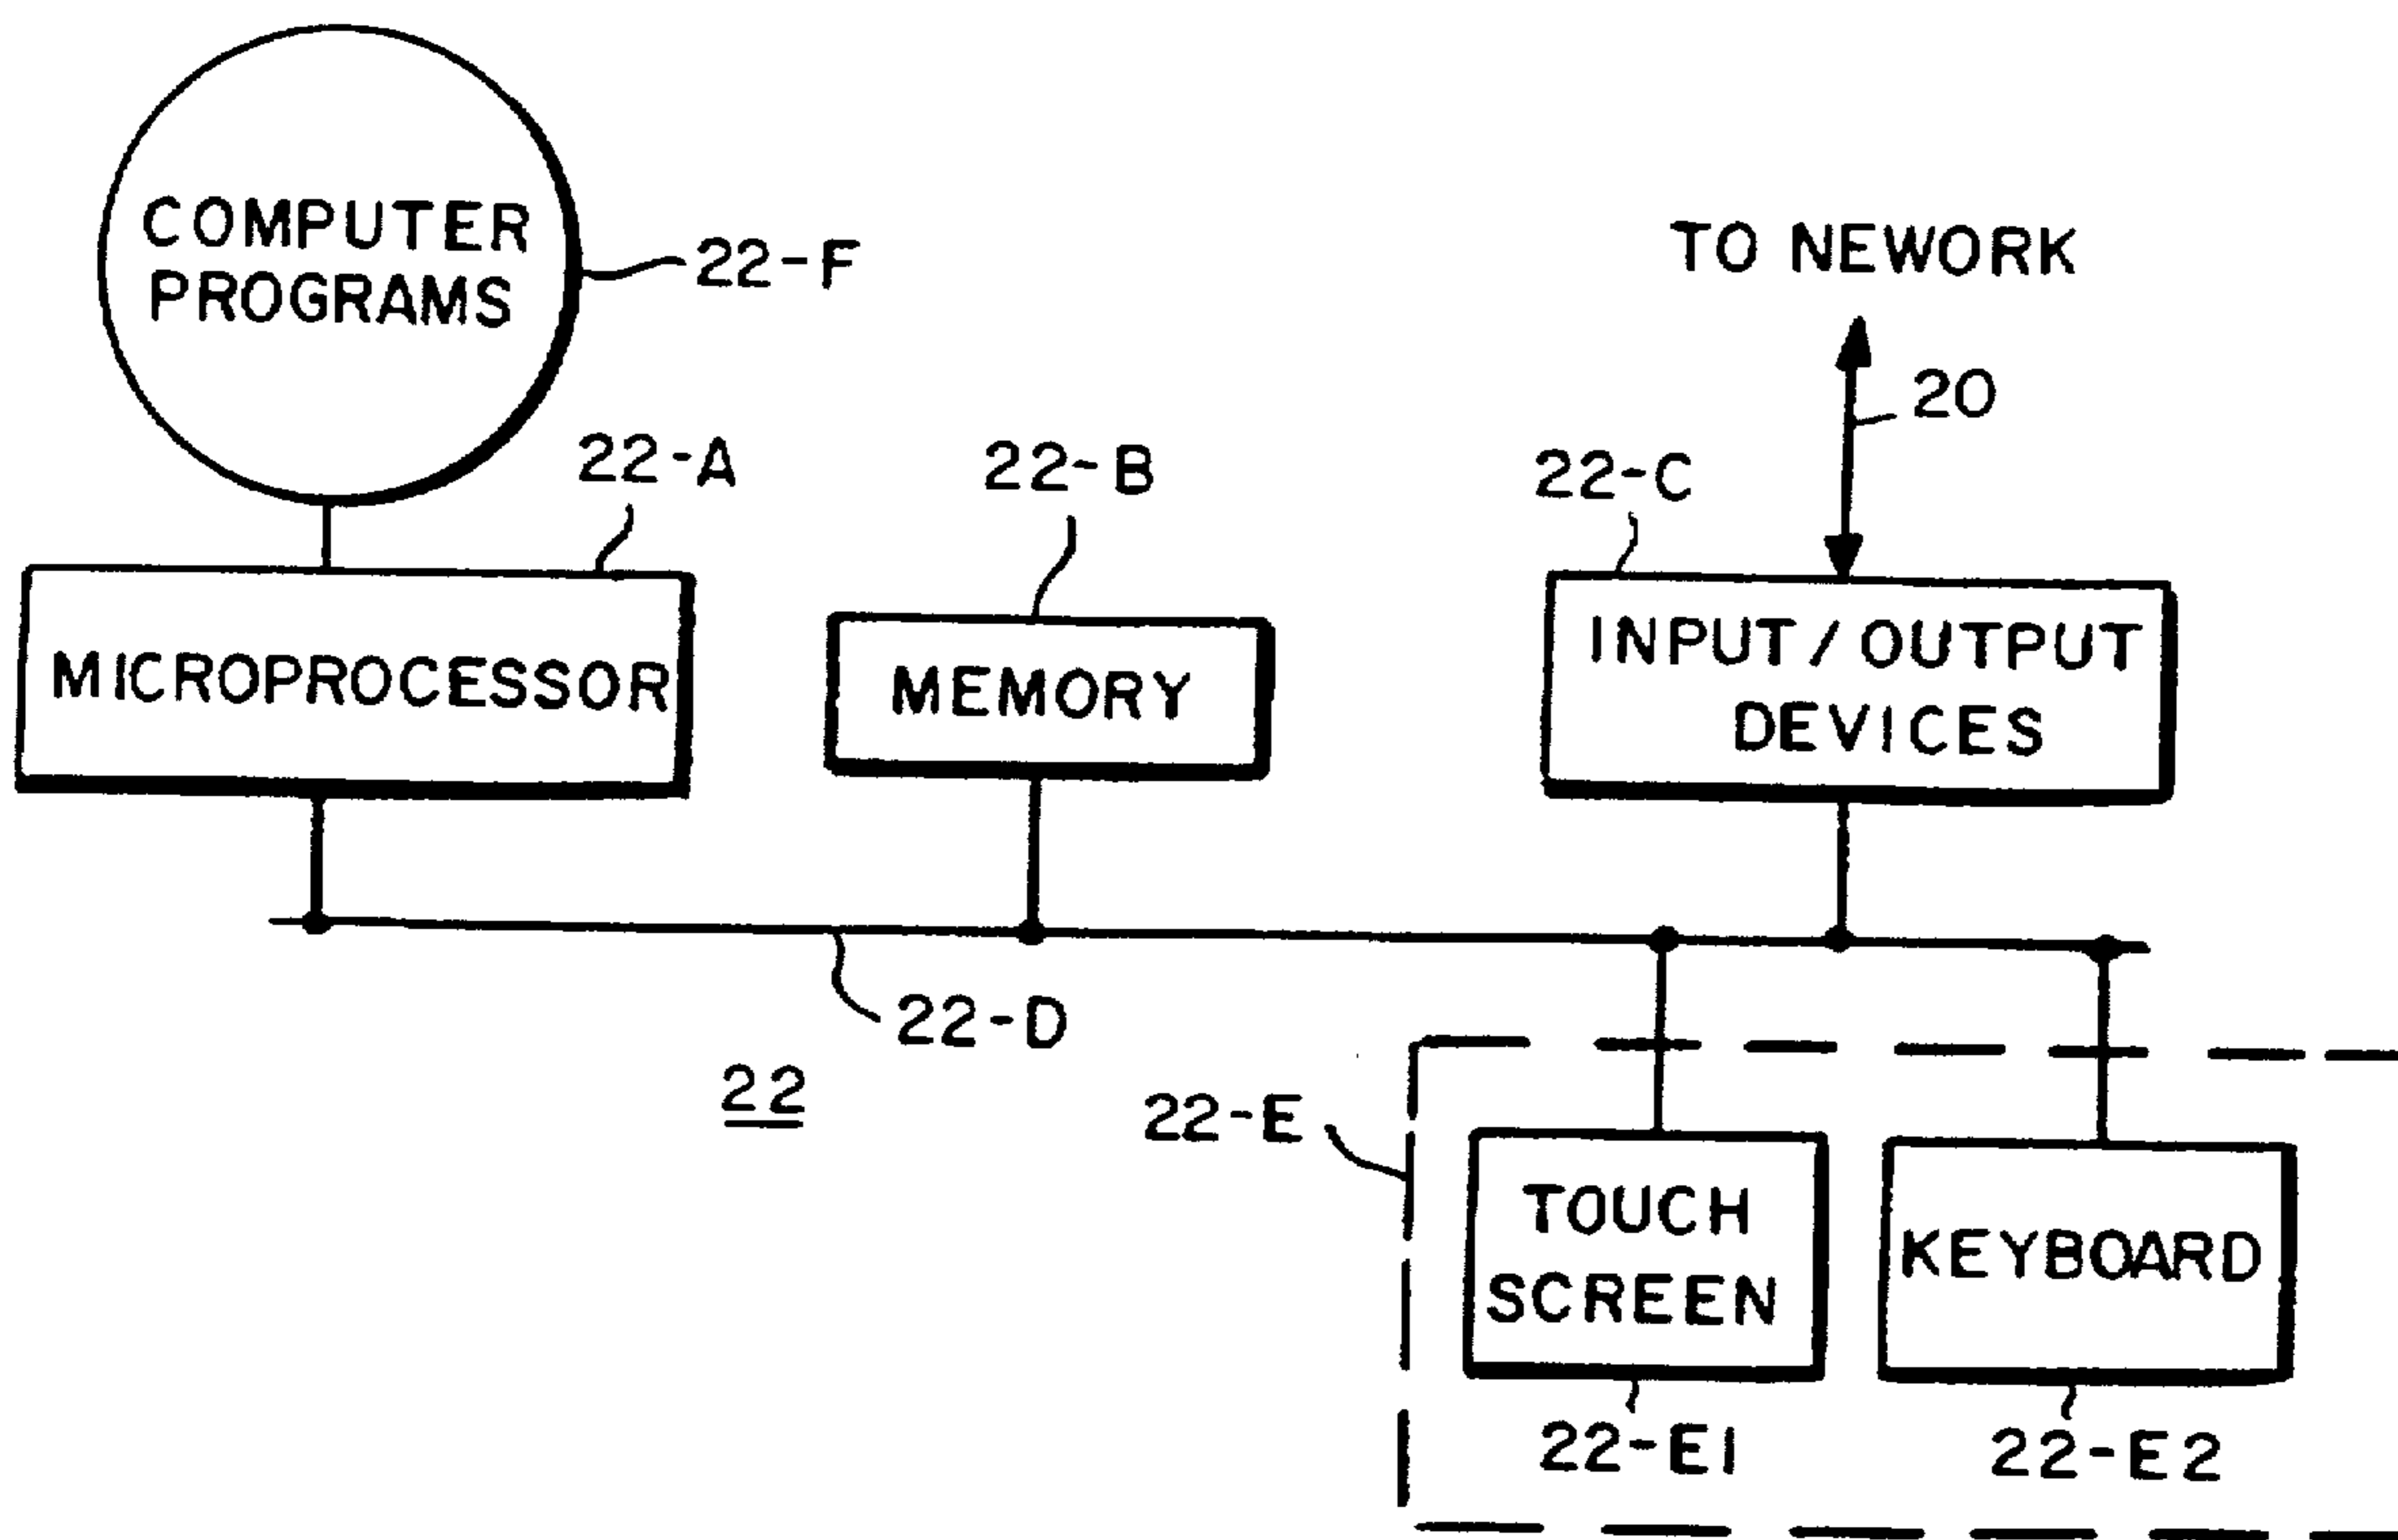 COMPUTER
PROGRAMS
22-F
TO NEWORK
20
22-A
22-B
22-C
MICROPROCESSOR
MEMORY
INPUT/OUTPUT
DEVICES
22-D
22
22-E
TOUCH
SCREEN
KEYBOARD
22-E1
22-E2